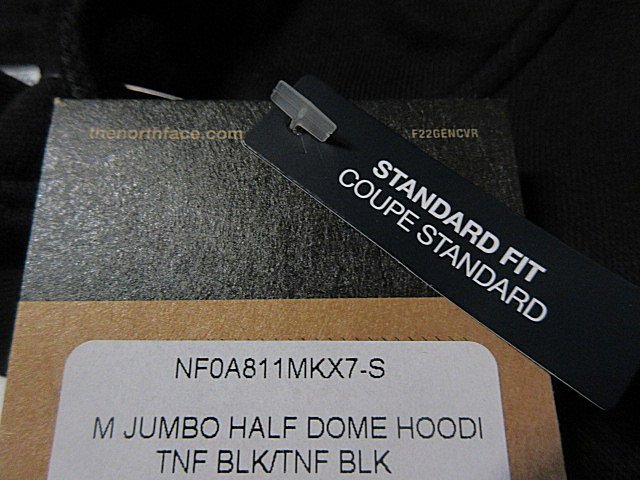 thenorthface.com
F22GENCVR
STANDARD FIT
COUPE STANDARD
NF0A811MKX7-S
M JUMBO HALF DOME HOODI
TNF BLK/TNF BLK